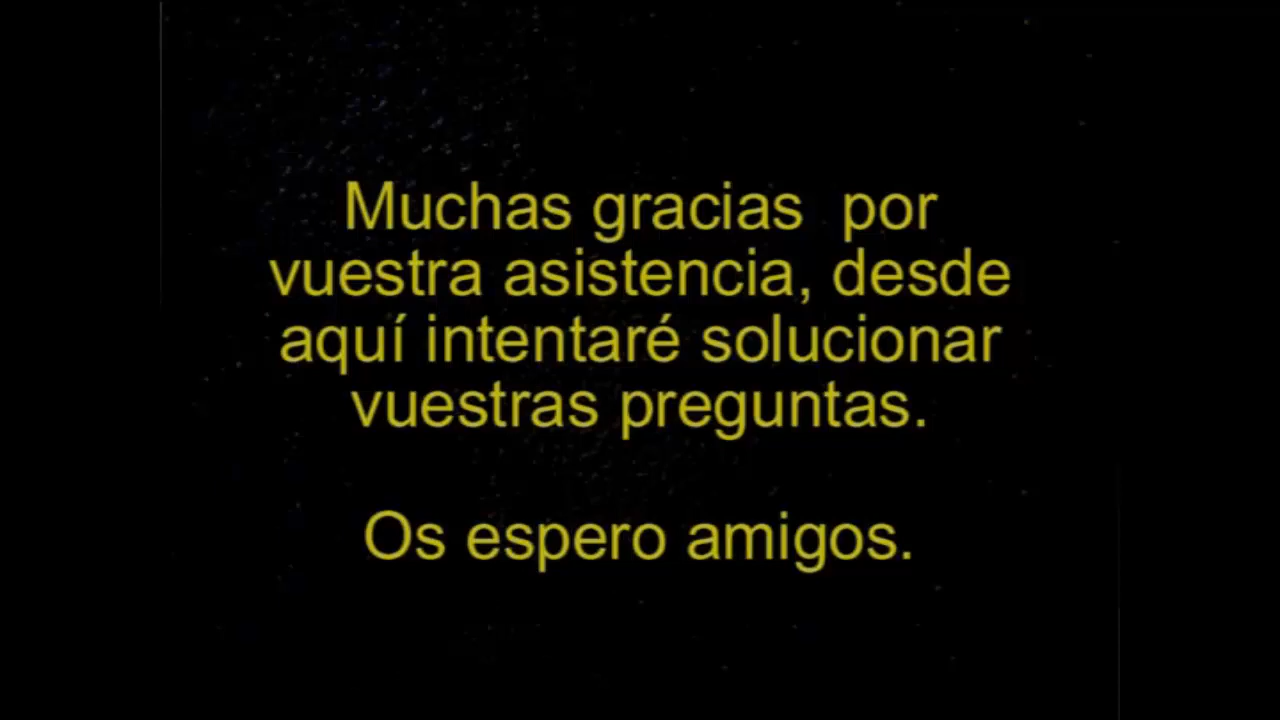 Muchas gracias  por
vuestra asistencia, desde
aquí intentaré solucionar
vuestras preguntas.
Os espero amigos.